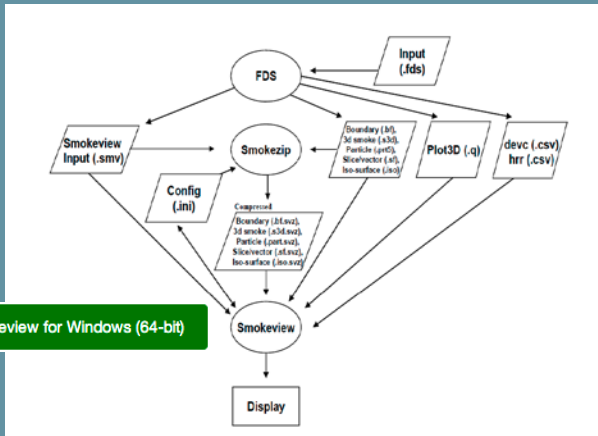 Input
(.fds)
FDS
Smokeview
Input (.smv)
Smokezip
Boundary (.bf),
3d smoke (.s3d),
Particle (.prt5)
Slice/vector (.sf),
Iso-surface (.iso)
Plot3D (.q)
devc (.csv)
hrr (.csv)
Config
(.ini)
Compressed
Boundary (.bf.svz),
3d smoke (.s3d.svz),
Particle (.part.svz),
Slice/vector (.sf.svz),
Iso-surface (.iso.svz)
eview for Windows (64-bit)
Smokeview
Display